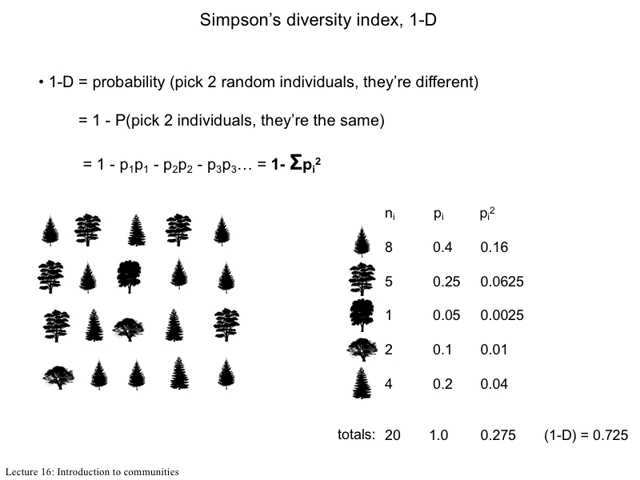 Simpson's diversity index, 1-D
• 1-D = probability (pick 2 random individuals, they're different)
= 1 - P(pick 2 individuals, they're the same)
= 1 - p₁p₁ - p₂p₂ - p₃p₃… = 1- Σpᵢ²
nᵢ pᵢ pᵢ²
8 0.4 0.16
5 0.25 0.0625
1 0.05 0.0025
2 0.1 0.01
4 0.2 0.04
totals: 20 1.0 0.275 (1-D) = 0.725
Lecture 16: Introduction to communities